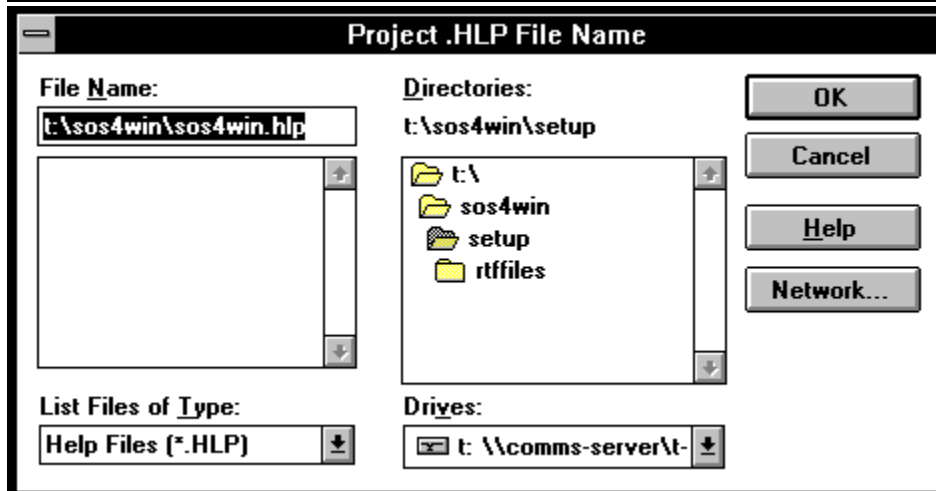 Project .HLP File Name
File Name:
t:\sos4win\sos4win.hlp
Directories:
t:\sos4win\setup
t:\
sos4win
setup
rtffiles
OK
Cancel
Help
Network...
List Files of Type:
Help Files (*.HLP)
Drives:
t: \\comms-server\t-